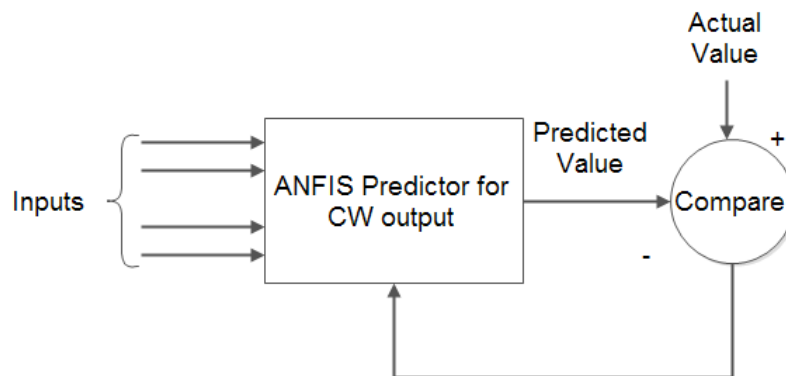 Actual
Value
+
Predicted
Value
ANFIS Predictor for
CW output
Inputs
Compare
-